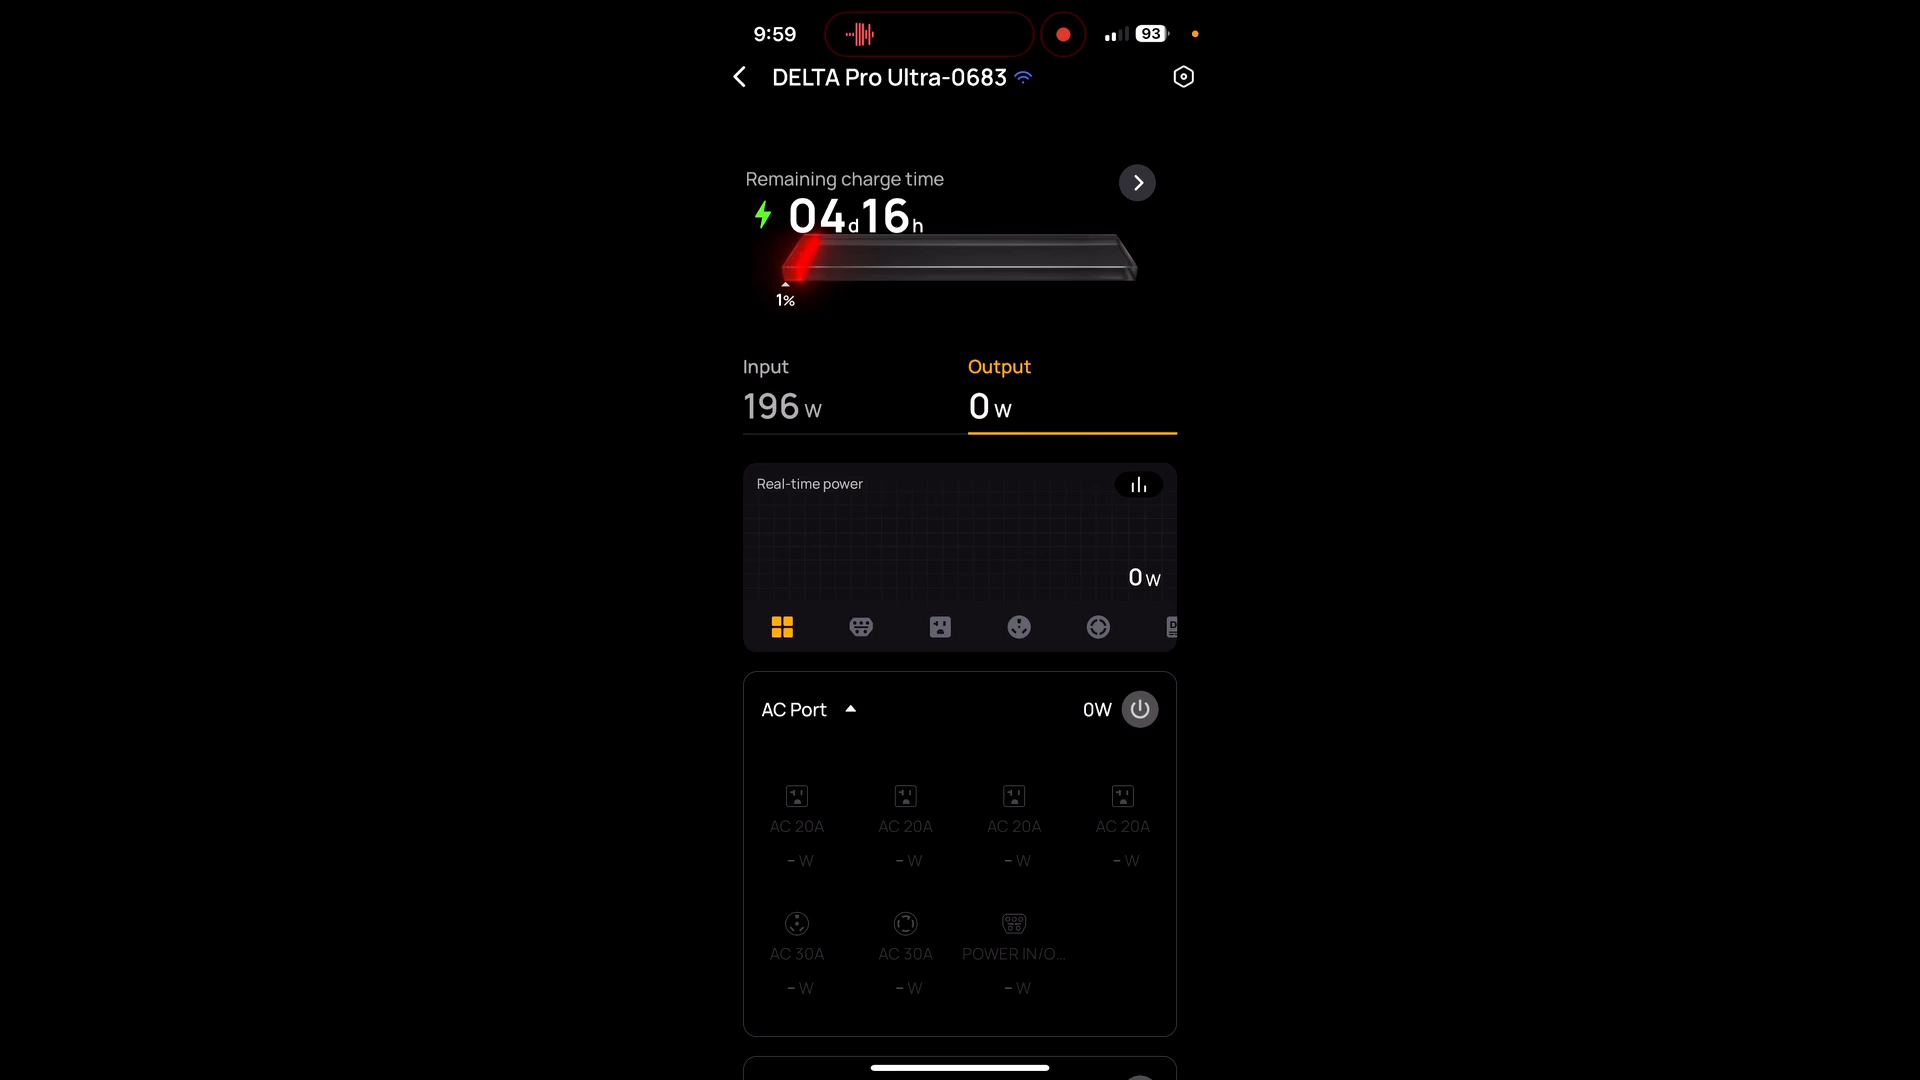 9:59
93
DELTA Pro Ultra-0683
Remaining charge time
04d16h
1%
Input
Output
196 W
0 W
Real-time power
0 W
AC Port
0W
AC 20A
AC 20A
AC 20A
AC 20A
- W
- W
- W
- W
AC 30A
AC 30A
POWER IN/O...
- W
- W
- W